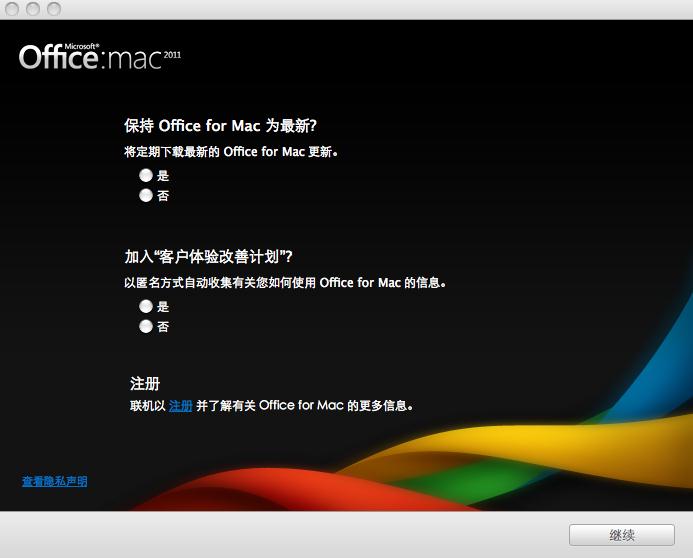 Microsoft®
Office:mac 2011
保持 Office for Mac 为最新?
将定期下载最新的 Office for Mac 更新。
是
否
加入“客户体验改善计划”?
以匿名方式自动收集有关您如何使用 Office for Mac 的信息。
是
否
注册
联机以 注册 并了解有关 Office for Mac 的更多信息。
查看隐私声明
继续